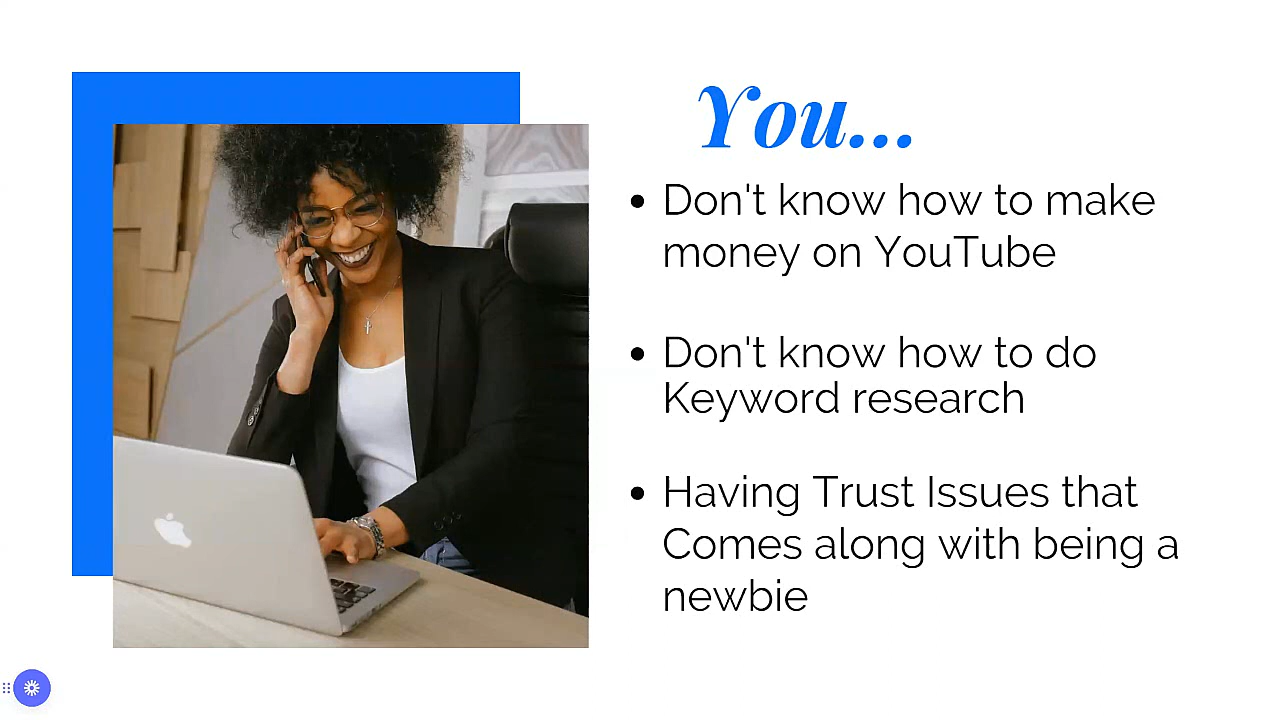 You...
Don't know how to make
money on YouTube
Don't know how to do
Keyword research
Having Trust Issues that
Comes along with being a
newbie